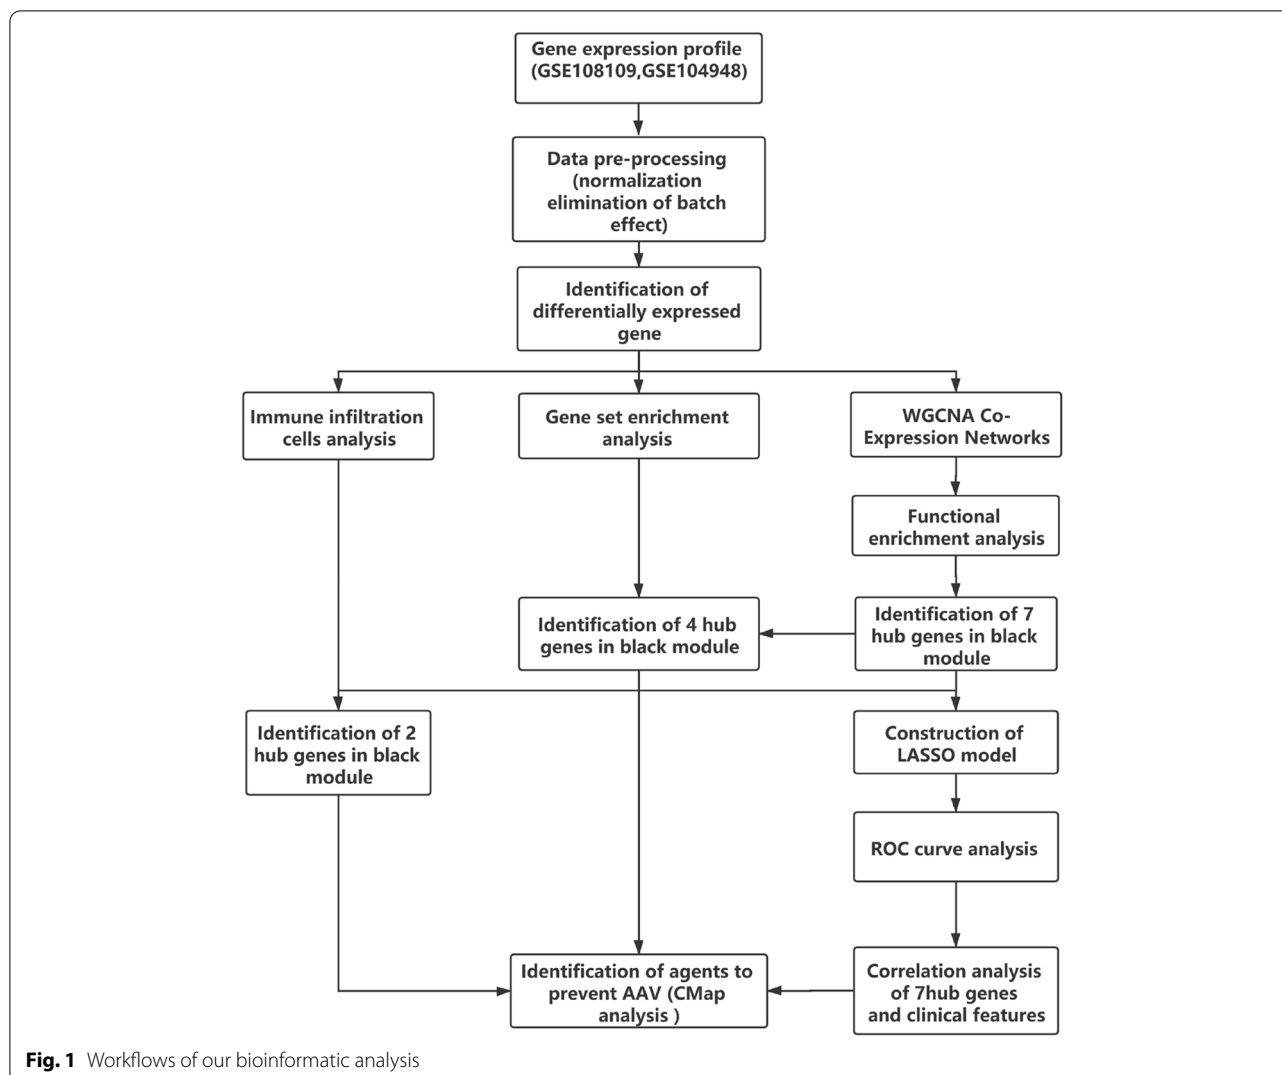 Gene expression profile
(GSE108109,GSE104948)
Data pre-processing
(normalization
elimination of batch
effect)
Identification of
differentially expressed
gene
Immune infiltration
cells analysis
Gene set enrichment
analysis
WGCNA Co-
Expression Networks
Functional
enrichment analysis
Identification of 4 hub
genes in black module
Identification of 7
hub genes in black
module
Identification of 2
hub genes in black
module
Construction of
LASSO model
ROC curve analysis
Identification of agents to
prevent AAV (CMap
analysis )
Correlation analysis
of 7hub genes
and clinical features
Fig. 1 Workflows of our bioinformatic analysis